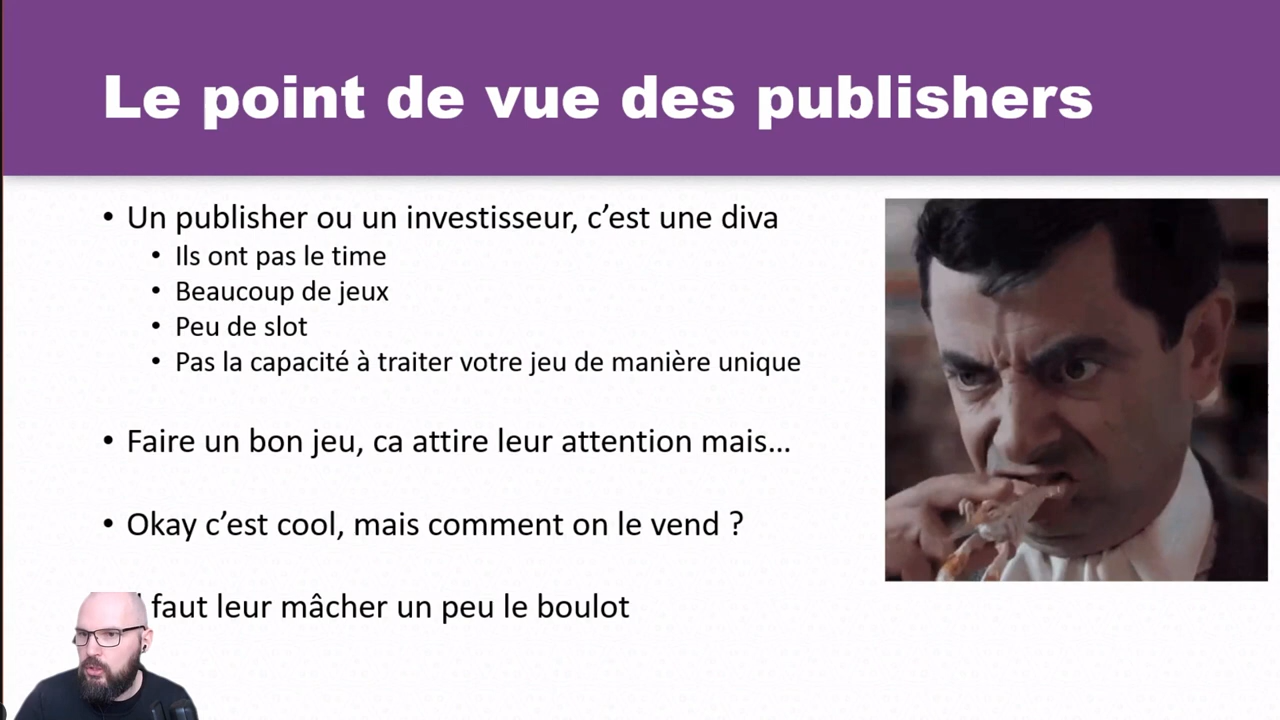 Le point de vue des publishers
• Un publisher ou un investisseur, c’est une diva
• Ils ont pas le time
• Beaucoup de jeux
• Peu de slot
• Pas la capacité à traiter votre jeu de manière unique
• Faire un bon jeu, ca attire leur attention mais…
• Okay c’est cool, mais comment on le vend ?
faut leur mâcher un peu le boulot